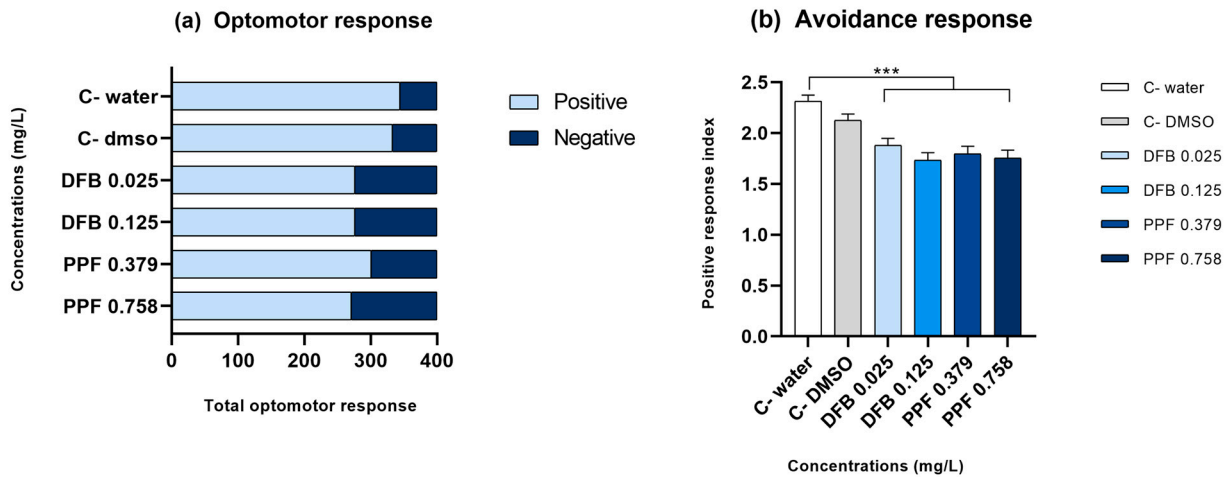 (a) Optomotor response
Concentrations (mg/L)
C- water
C- dmso
DFB 0.025
DFB 0.125
PPF 0.379
PPF 0.758
0 100 200 300 400
Total optomotor response
Positive
Negative
(b) Avoidance response
Positive response index
2.5
2.0
1.5
1.0
0.5
0.0
***
C- water
C- DMSO
DFB 0.025
DFB 0.125
PPF 0.379
PPF 0.758
Concentrations (mg/L)
C- water
C- DMSO
DFB 0.025
DFB 0.125
PPF 0.379
PPF 0.758